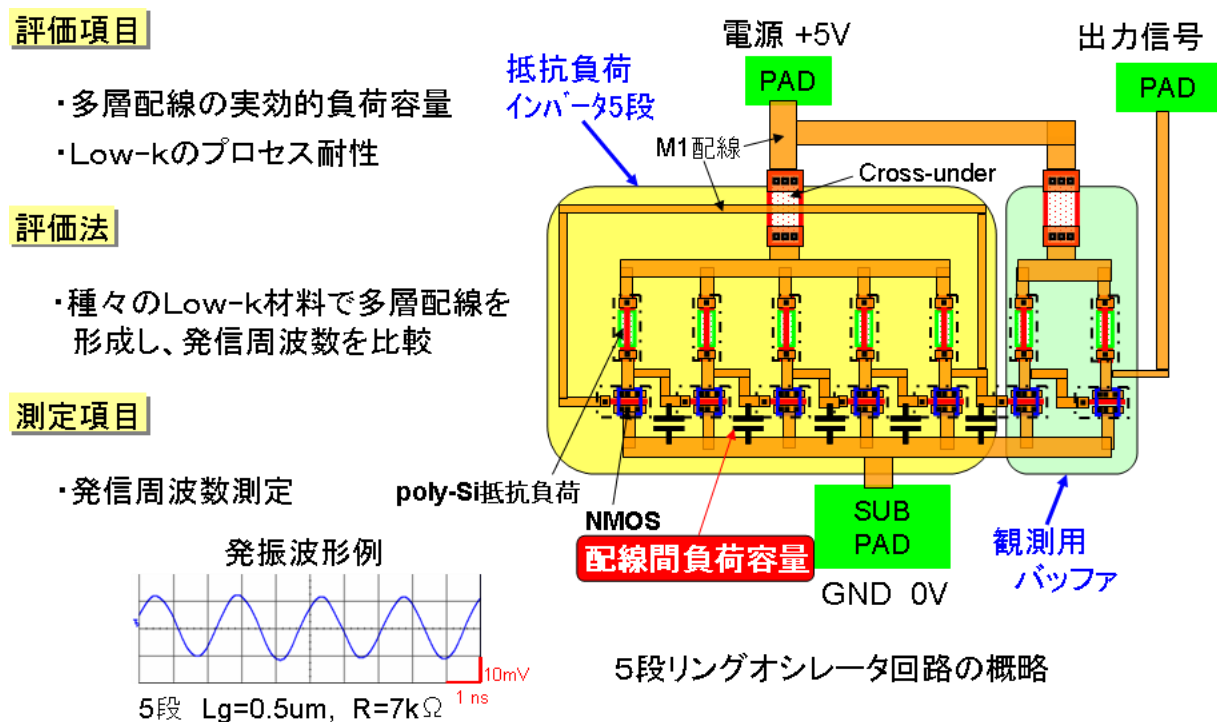 評価項目
・多層配線の実効的負荷容量
・Low-kのプロセス耐性
評価法
・種々のLow-k材料で多層配線を
形成し、発信周波数を比較
測定項目
・発信周波数測定
発振波形例
10mV
1 ns
5段 Lg=0.5um, R=7kΩ
電源 +5V
出力信号
PAD
PAD
抵抗負荷
インバータ5段
M1配線
Cross-under
poly-Si抵抗負荷
NMOS
配線間負荷容量
SUB
PAD
GND 0V
観測用
バッファ
5段リングオシレータ回路の概略